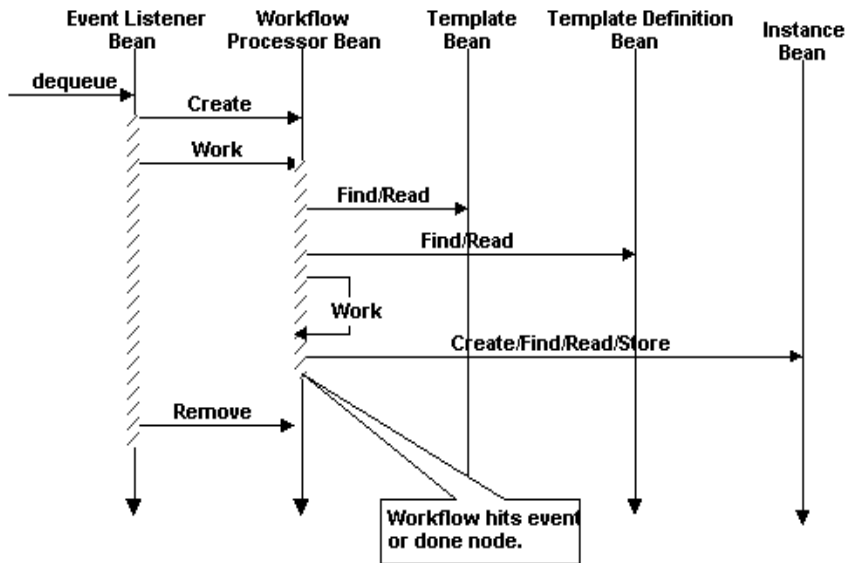 Event Listener
Bean
Workflow
Processor Bean
Template
Bean
Template Definition
Bean
Instance
Bean
dequeue
Create
Work
Find/Read
Find/Read
Work
Create/Find/Read/Store
Remove
Workflow hits event
or done node.